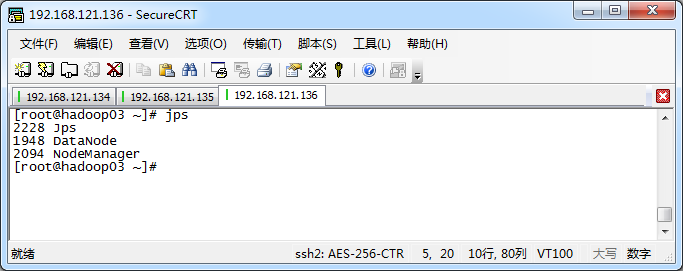 192.168.121.136 - SecureCRT
文件(F) 编辑(E) 查看(V) 选项(O) 传输(T) 脚本(S) 工具(L) 帮助(H)
192.168.121.134 192.168.121.135 192.168.121.136
[root@hadoop03 ~]# jps
2228 Jps
1948 DataNode
2094 NodeManager
[root@hadoop03 ~]#
就绪 ssh2: AES-256-CTR 5, 20 10行, 80列 VT100 大写 数字